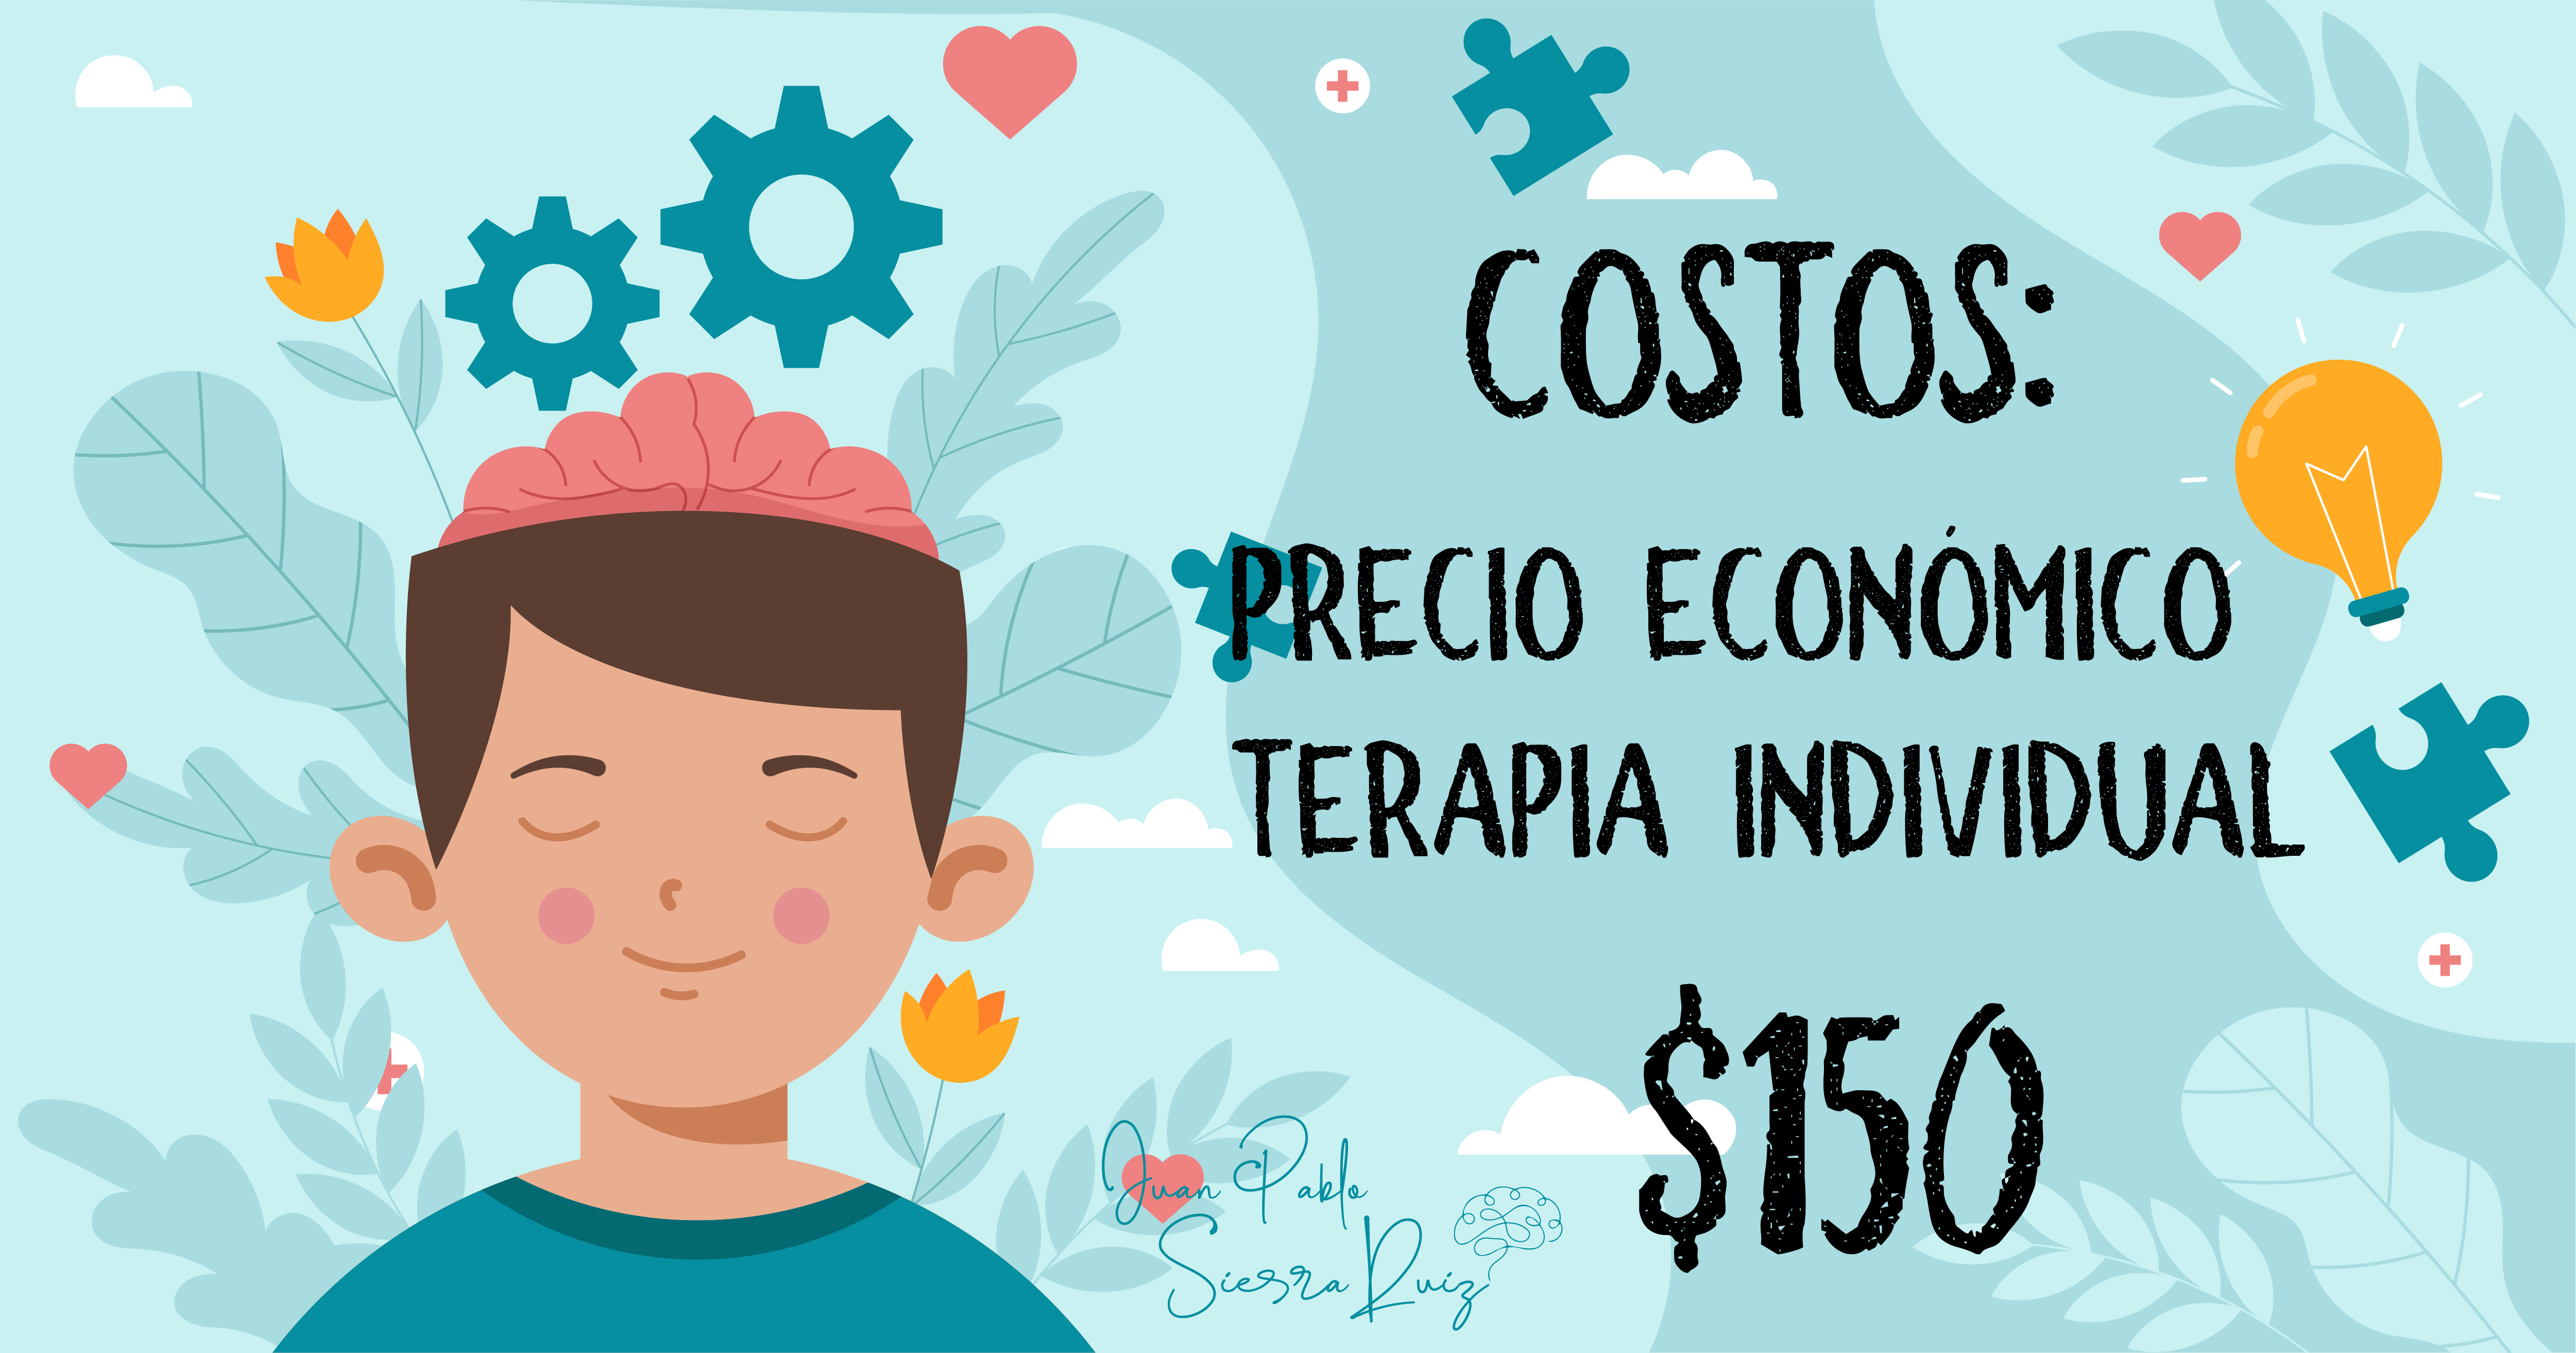 COSTOS:
PRECIO ECONÓMICO
TERAPIA INDIVIDUAL
$150
Juan Pablo
Sierra Ruiz